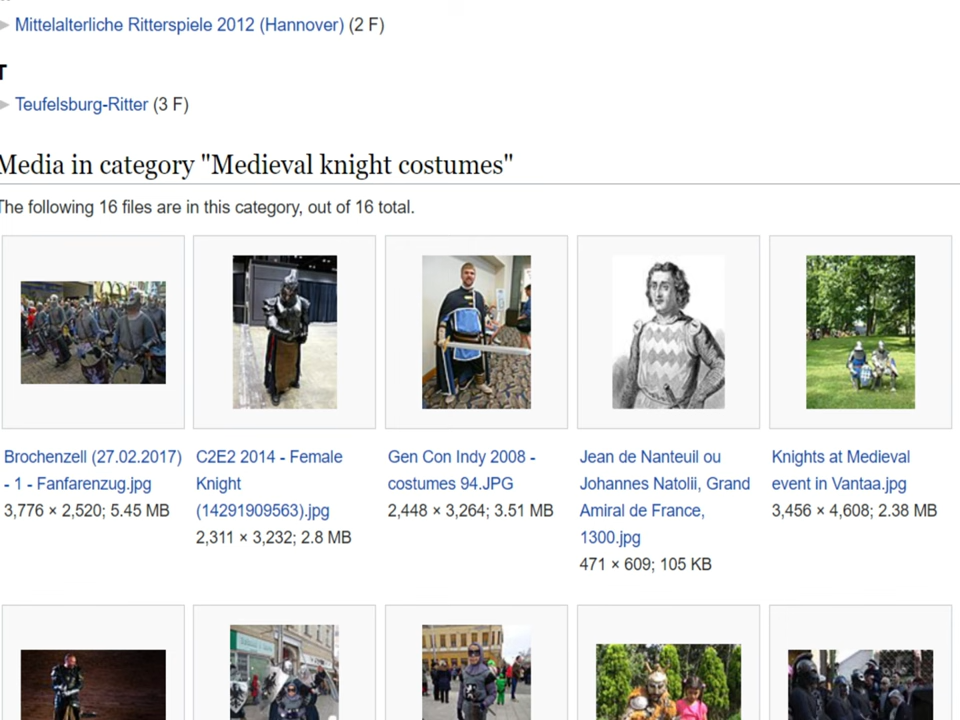 Mittelalterliche Ritterspiele 2012 (Hannover) (2 F)
T
Teufelsburg-Ritter (3 F)
Media in category "Medieval knight costumes"
The following 16 files are in this category, out of 16 total.
Brochenzell (27.02.2017)
- 1 - Fanfarenzug.jpg
3,776 × 2,520; 5.45 MB
C2E2 2014 - Female
Knight
(14291909563).jpg
2,311 × 3,232; 2.8 MB
Gen Con Indy 2008 -
costumes 94.JPG
2,448 × 3,264; 3.51 MB
Jean de Nanteuil ou
Johannes Natolii, Grand
Amiral de France,
1300.jpg
471 × 609; 105 KB
Knights at Medieval
event in Vantaa.jpg
3,456 × 4,608; 2.38 MB